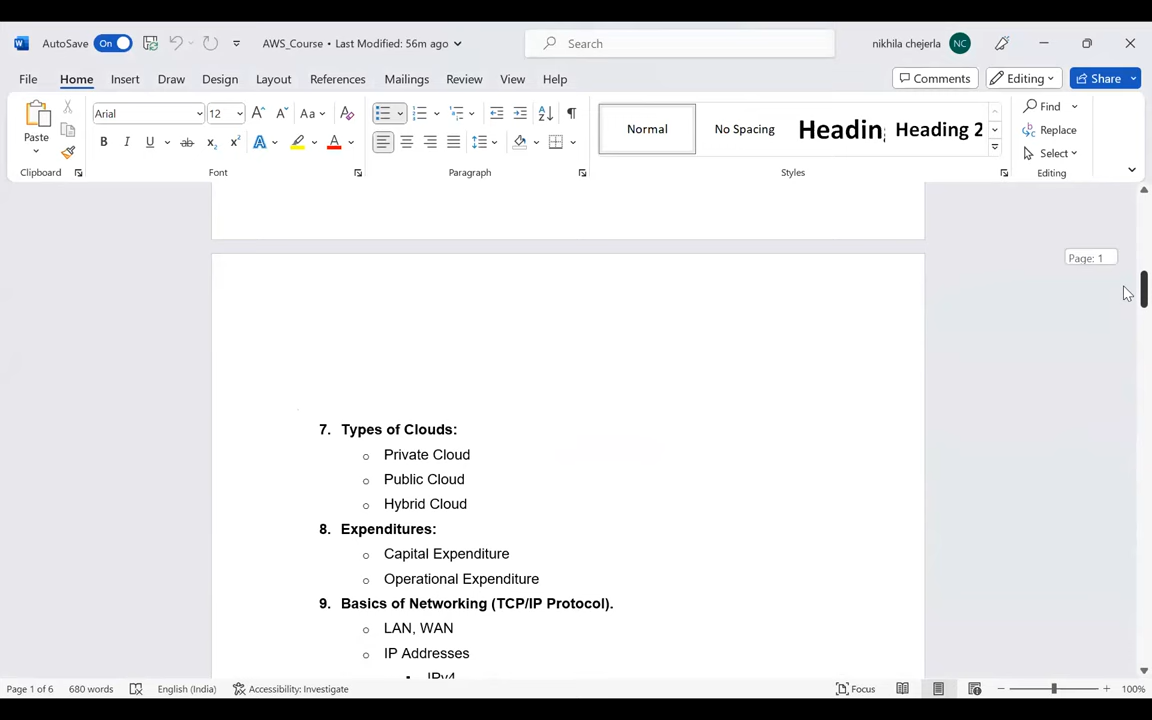 AutoSave On AWS_Course • Last Modified: 56m ago Search nikhila chejerla NC
File Home Insert Draw Design Layout References Mailings Review View Help Comments Editing Share
Paste Arial 12 Aa Normal No Spacing Headin Heading 2 Find
Replace
Select
Clipboard Font Paragraph Styles Editing
Page: 1
7. Types of Clouds:
o Private Cloud
o Public Cloud
o Hybrid Cloud
8. Expenditures:
o Capital Expenditure
o Operational Expenditure
9. Basics of Networking (TCP/IP Protocol).
o LAN, WAN
o IP Addresses
▪ IPv4
Page 1 of 6 680 words English (India) Accessibility: Investigate Focus 100%